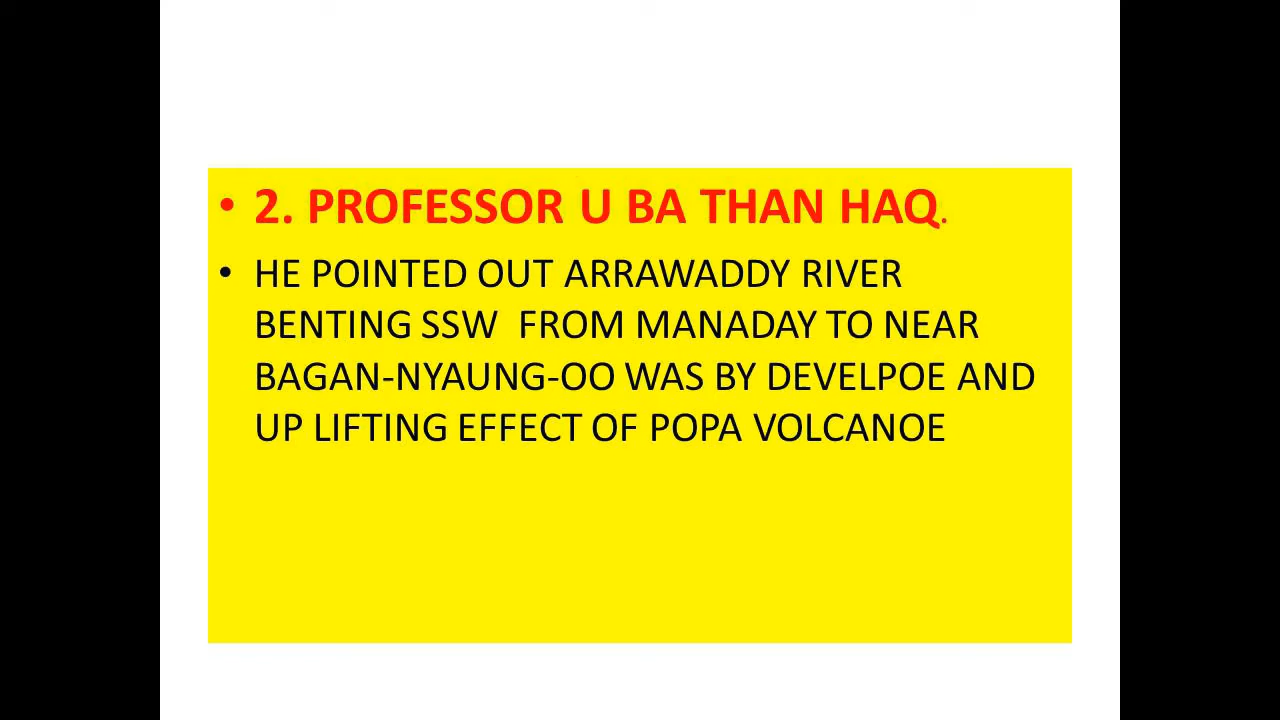 • 2. PROFESSOR U BA THAN HAQ.
• HE POINTED OUT ARRAWADDY RIVER
BENTING SSW  FROM MANADAY TO NEAR
BAGAN-NYAUNG-OO WAS BY DEVELPOE AND
UP LIFTING EFFECT OF POPA VOLCANOE